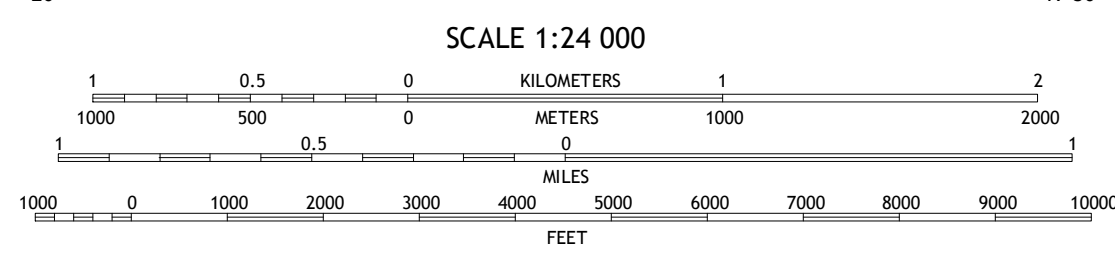 SCALE 1:24 000
1 0.5 0 KILOMETERS 1 2
1000 500 0 METERS 1000 2000
1 0.5 0 1
MILES
1000 0 1000 2000 3000 4000 5000 6000 7000 8000 9000 10000
FEET